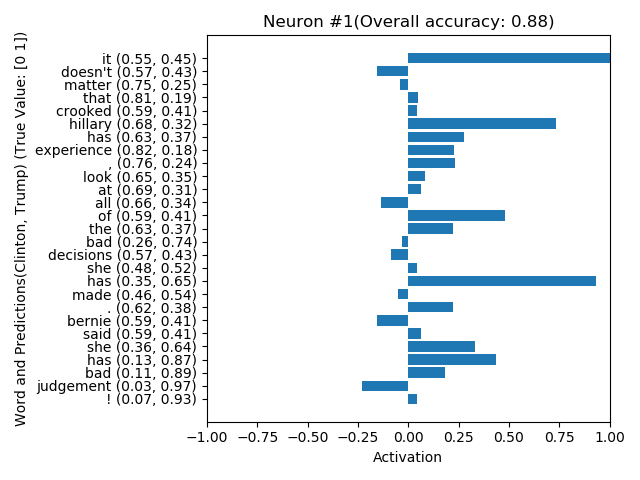 Neuron #1(Overall accuracy: 0.88)
Word and Predictions(Clinton, Trump) (True Value: [0 1])
it (0.55, 0.45)
doesn't (0.57, 0.43)
matter (0.75, 0.25)
that (0.81, 0.19)
crooked (0.59, 0.41)
hillary (0.68, 0.32)
has (0.63, 0.37)
experience (0.82, 0.18)
, (0.76, 0.24)
look (0.65, 0.35)
at (0.69, 0.31)
all (0.66, 0.34)
of (0.59, 0.41)
the (0.63, 0.37)
bad (0.26, 0.74)
decisions (0.57, 0.43)
she (0.48, 0.52)
has (0.35, 0.65)
made (0.46, 0.54)
. (0.62, 0.38)
bernie (0.59, 0.41)
said (0.59, 0.41)
she (0.36, 0.64)
has (0.13, 0.87)
bad (0.11, 0.89)
judgement (0.03, 0.97)
! (0.07, 0.93)
−1.00 −0.75 −0.50 −0.25 0.00 0.25 0.50 0.75 1.00
Activation